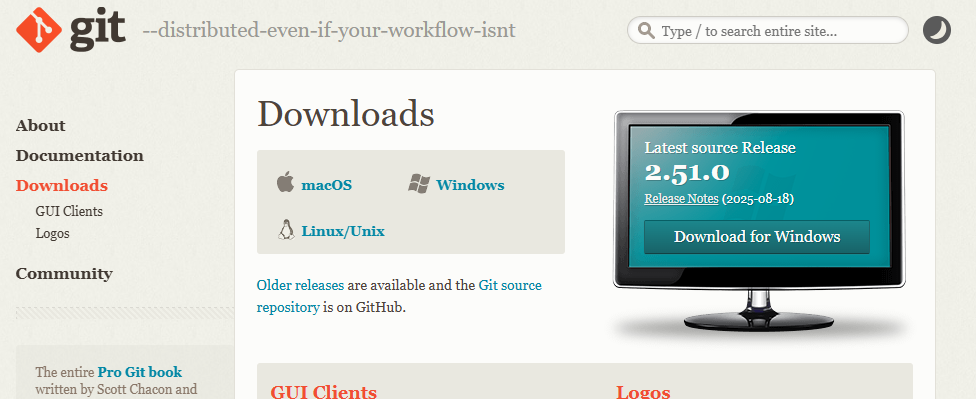 git --distributed-even-if-your-workflow-isnt
Type / to search entire site...
About
Documentation
Downloads
GUI Clients
Logos
Community
The entire Pro Git book
written by Scott Chacon and
Downloads
macOS
Windows
Linux/Unix
Older releases are available and the Git source
repository is on GitHub.
Latest source Release
2.51.0
Release Notes (2025-08-18)
Download for Windows
GUI Clients
Logos